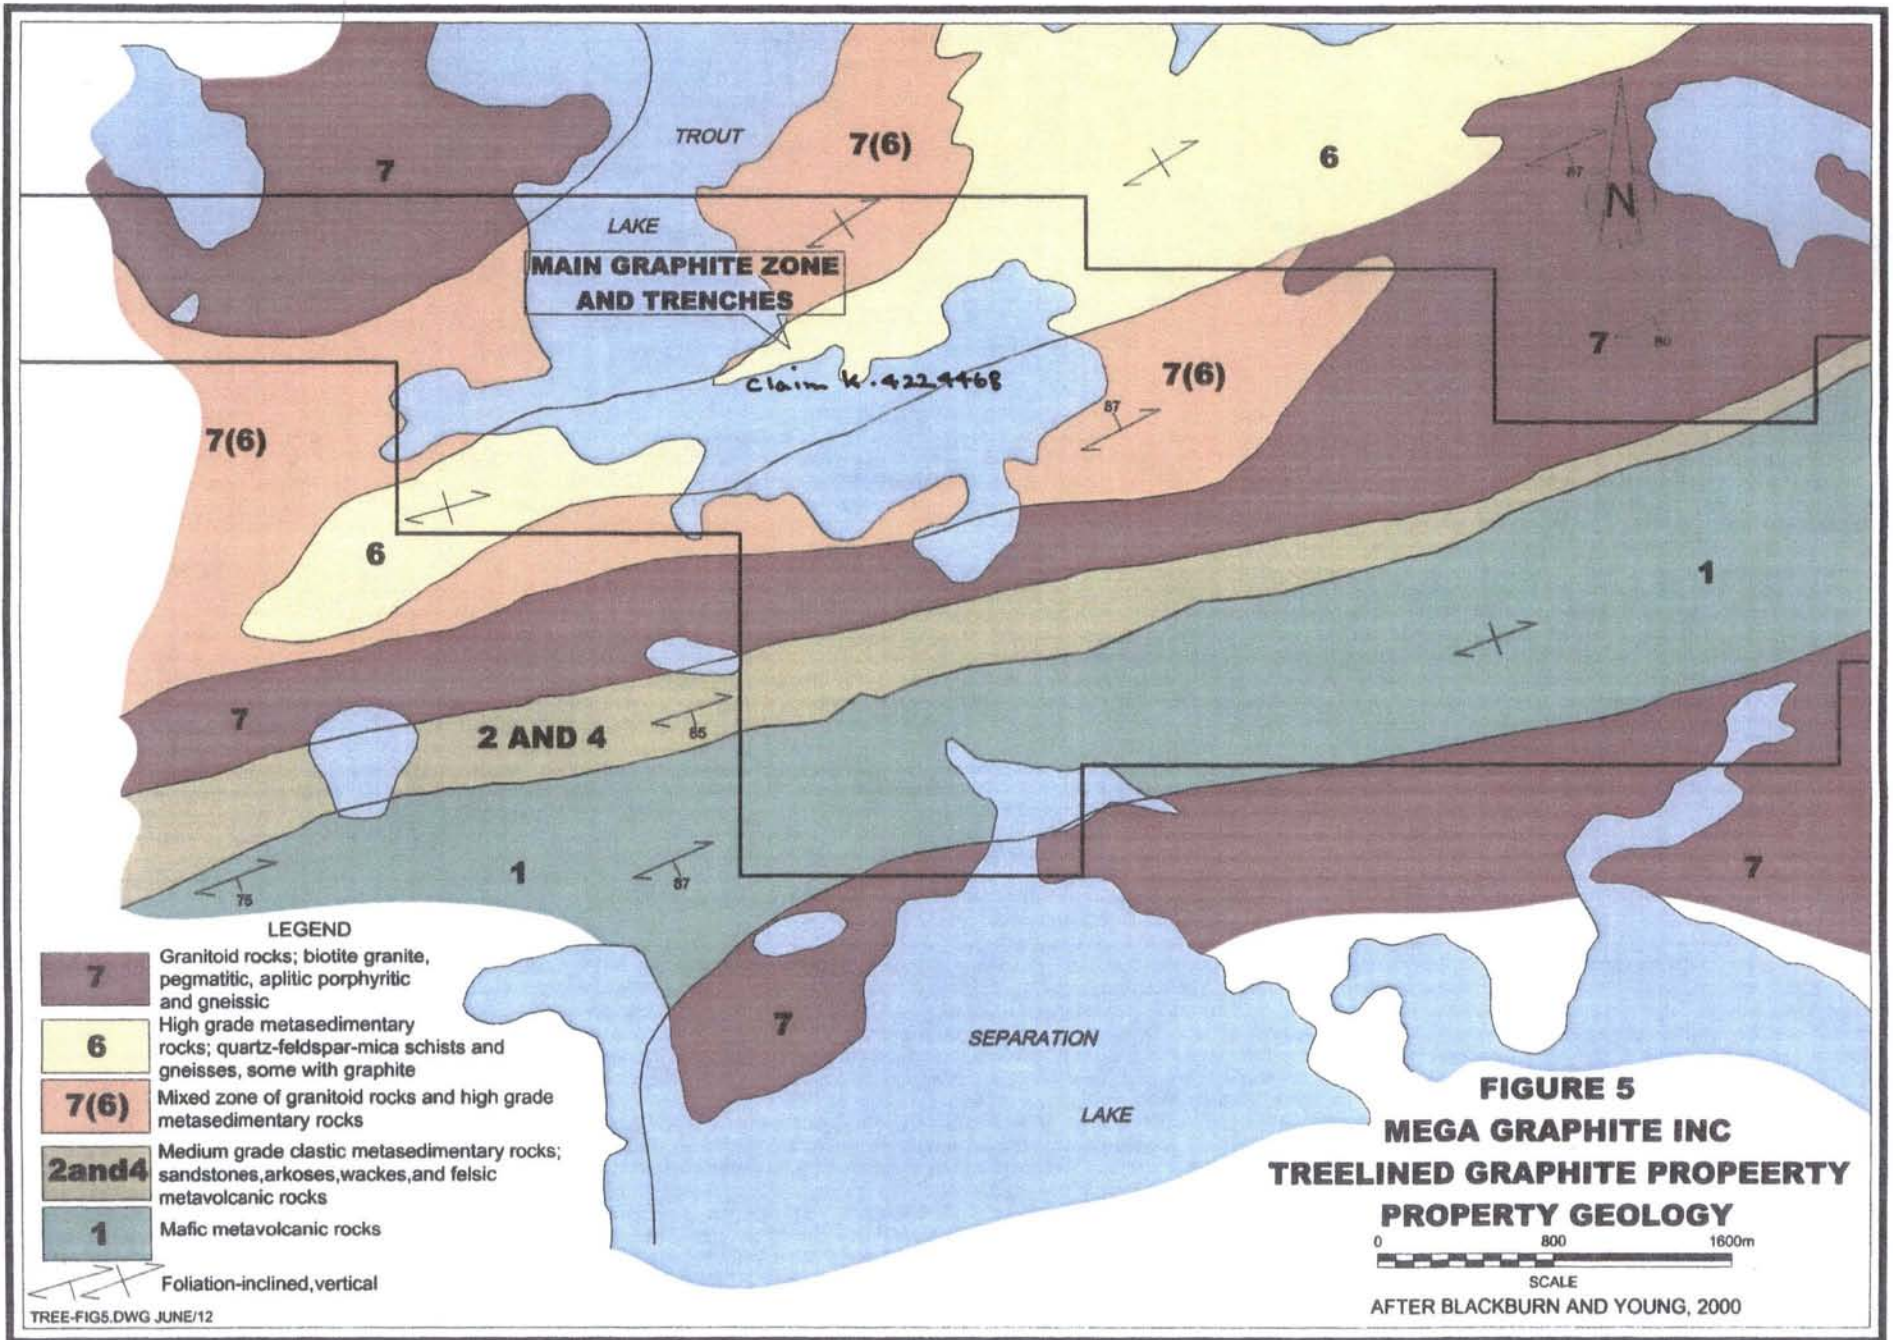 TROUT
7(6)
6
7
87
N
LAKE
MAIN GRAPHITE ZONE
AND TRENCHES
7
80
Claim K.4224468
7(6)
87
7(6)
6
1
7
2 AND 4
85
1
87
75
7
7
SEPARATION
LAKE
LEGEND
7
Granitoid rocks; biotite granite,
pegmatitic, aplitic porphyritic
and gneissic
6
High grade metasedimentary
rocks; quartz-feldspar-mica schists and
gneisses, some with graphite
7(6)
Mixed zone of granitoid rocks and high grade
metasedimentary rocks
2and4
Medium grade clastic metasedimentary rocks;
sandstones,arkoses,wackes,and felsic
metavolcanic rocks
1
Mafic metavolcanic rocks
Foliation-inclined,vertical
TREE-FIG5.DWG JUNE/12
FIGURE 5
MEGA GRAPHITE INC
TREELINED GRAPHITE PROPEERTY
PROPERTY GEOLOGY
0 800 1600m
SCALE
AFTER BLACKBURN AND YOUNG, 2000